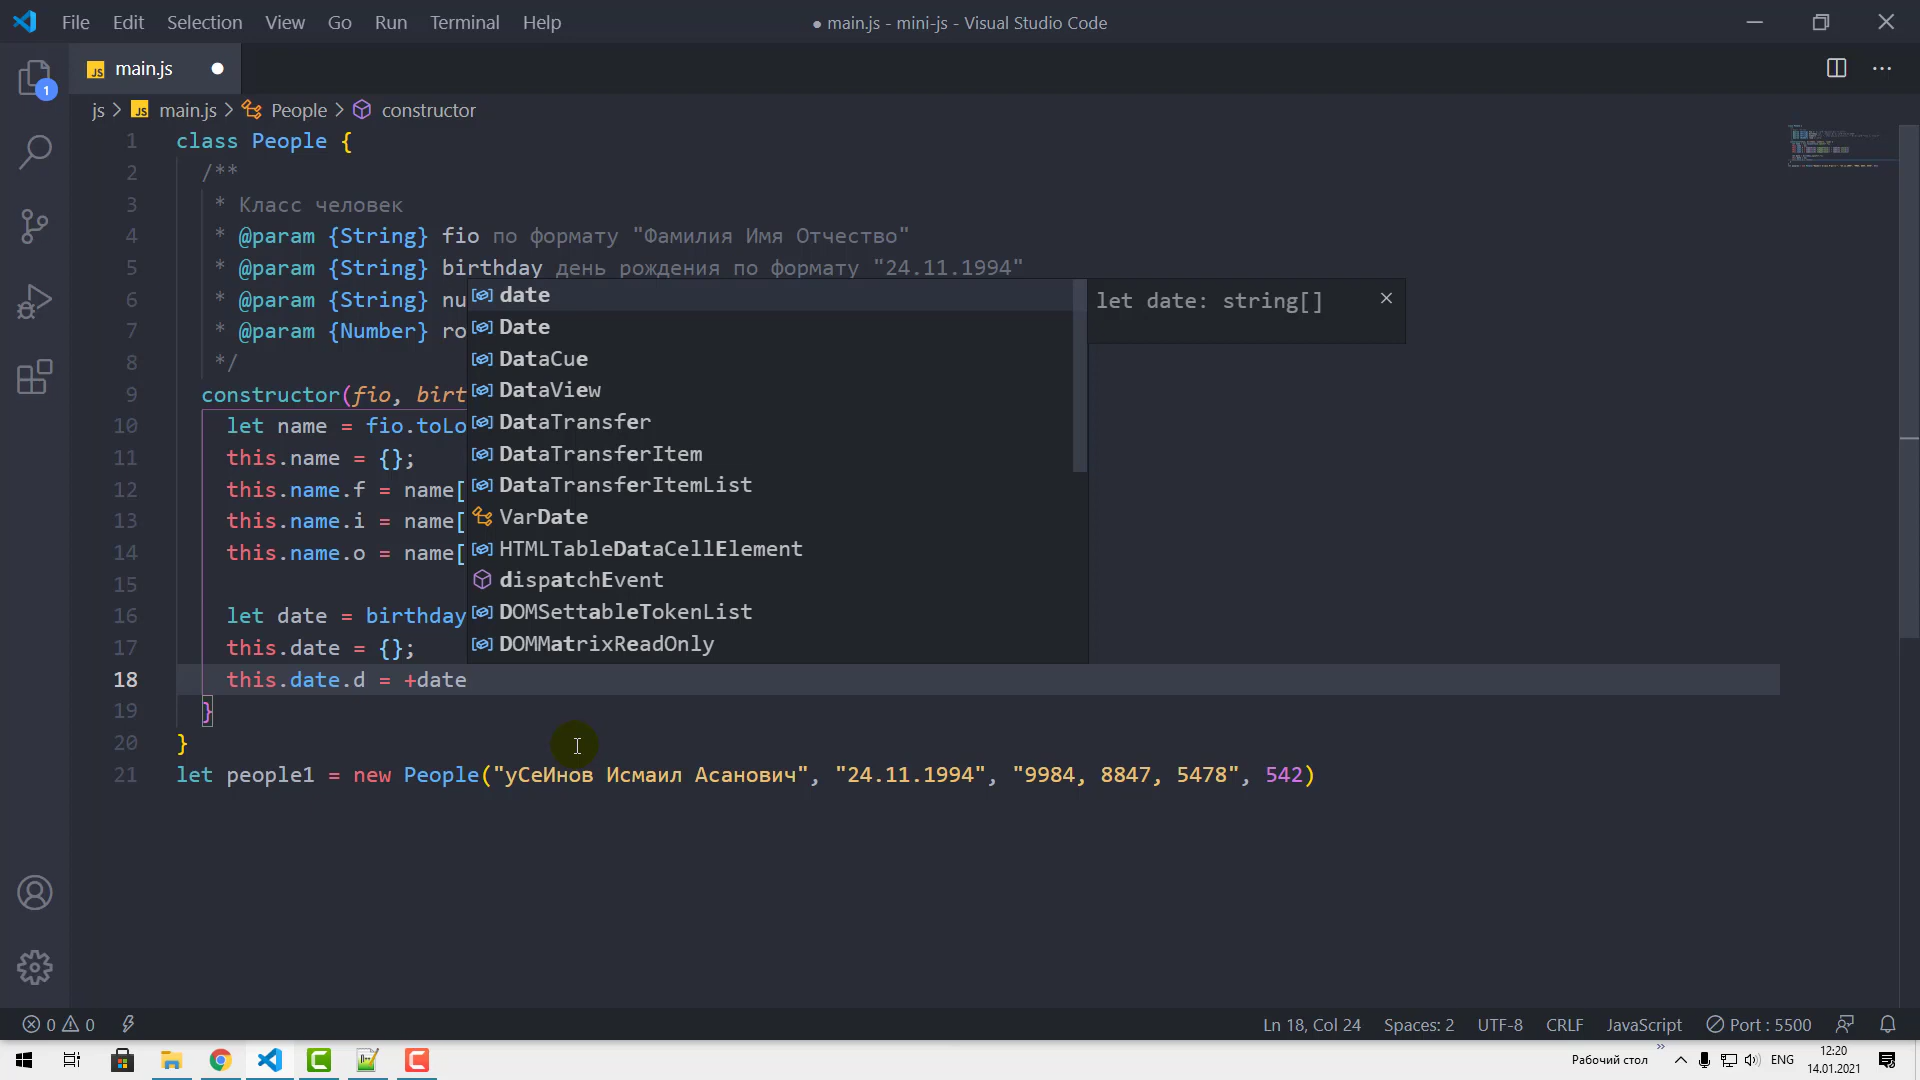 File Edit Selection View Go Run Terminal Help
● main.js - mini-js - Visual Studio Code
JS main.js ●
1
js > JS main.js > People > constructor
1 class People {
2 /**
3 * Класс человек
4 * @param {String} fio по формату "Фамилия Имя Отчество"
5 * @param {String} birthday день рождения по формату "24.11.1994"
6 * @param {String} nu
7 * @param {Number} ro
8 */
9 constructor(fio, birt
10 let name = fio.toLo
11 this.name = {};
12 this.name.f = name[
13 this.name.i = name[
14 this.name.o = name[
15
16 let date = birthday
17 this.date = {};
18 this.date.d = +date
19 }
20 }
21 let people1 = new People("уСеИнов Исмаил Асанович", "24.11.1994", "9984, 8847, 5478", 542)
date
Date
DataCue
DataView
DataTransfer
DataTransferItem
DataTransferItemList
VarDate
HTMLTableDataCellElement
dispatchEvent
DOMSettableTokenList
DOMMatrixReadOnly
let date: string[]
0 0
Ln 18, Col 24 Spaces: 2 UTF-8 CRLF JavaScript Port : 5500
Рабочий стол » ENG 12:20
14.01.2021